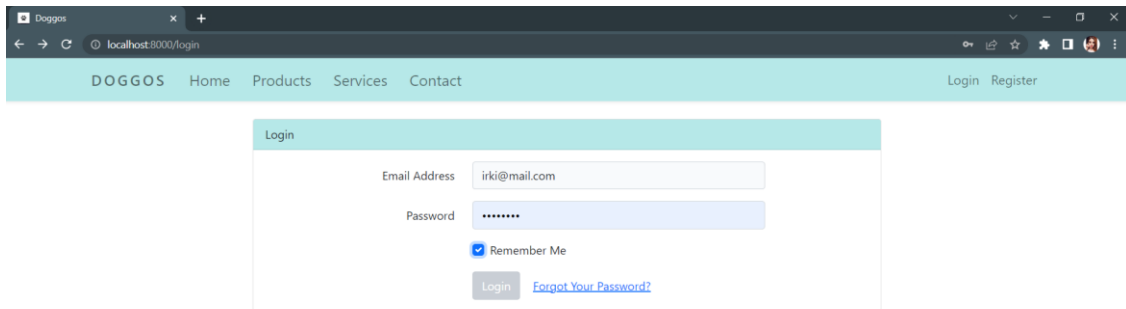 Doggos
localhost:8000/login
DOGGOS Home Products Services Contact Login Register
Login
Email Address irki@mail.com
Password ••••••••
Remember Me
Login Forgot Your Password?